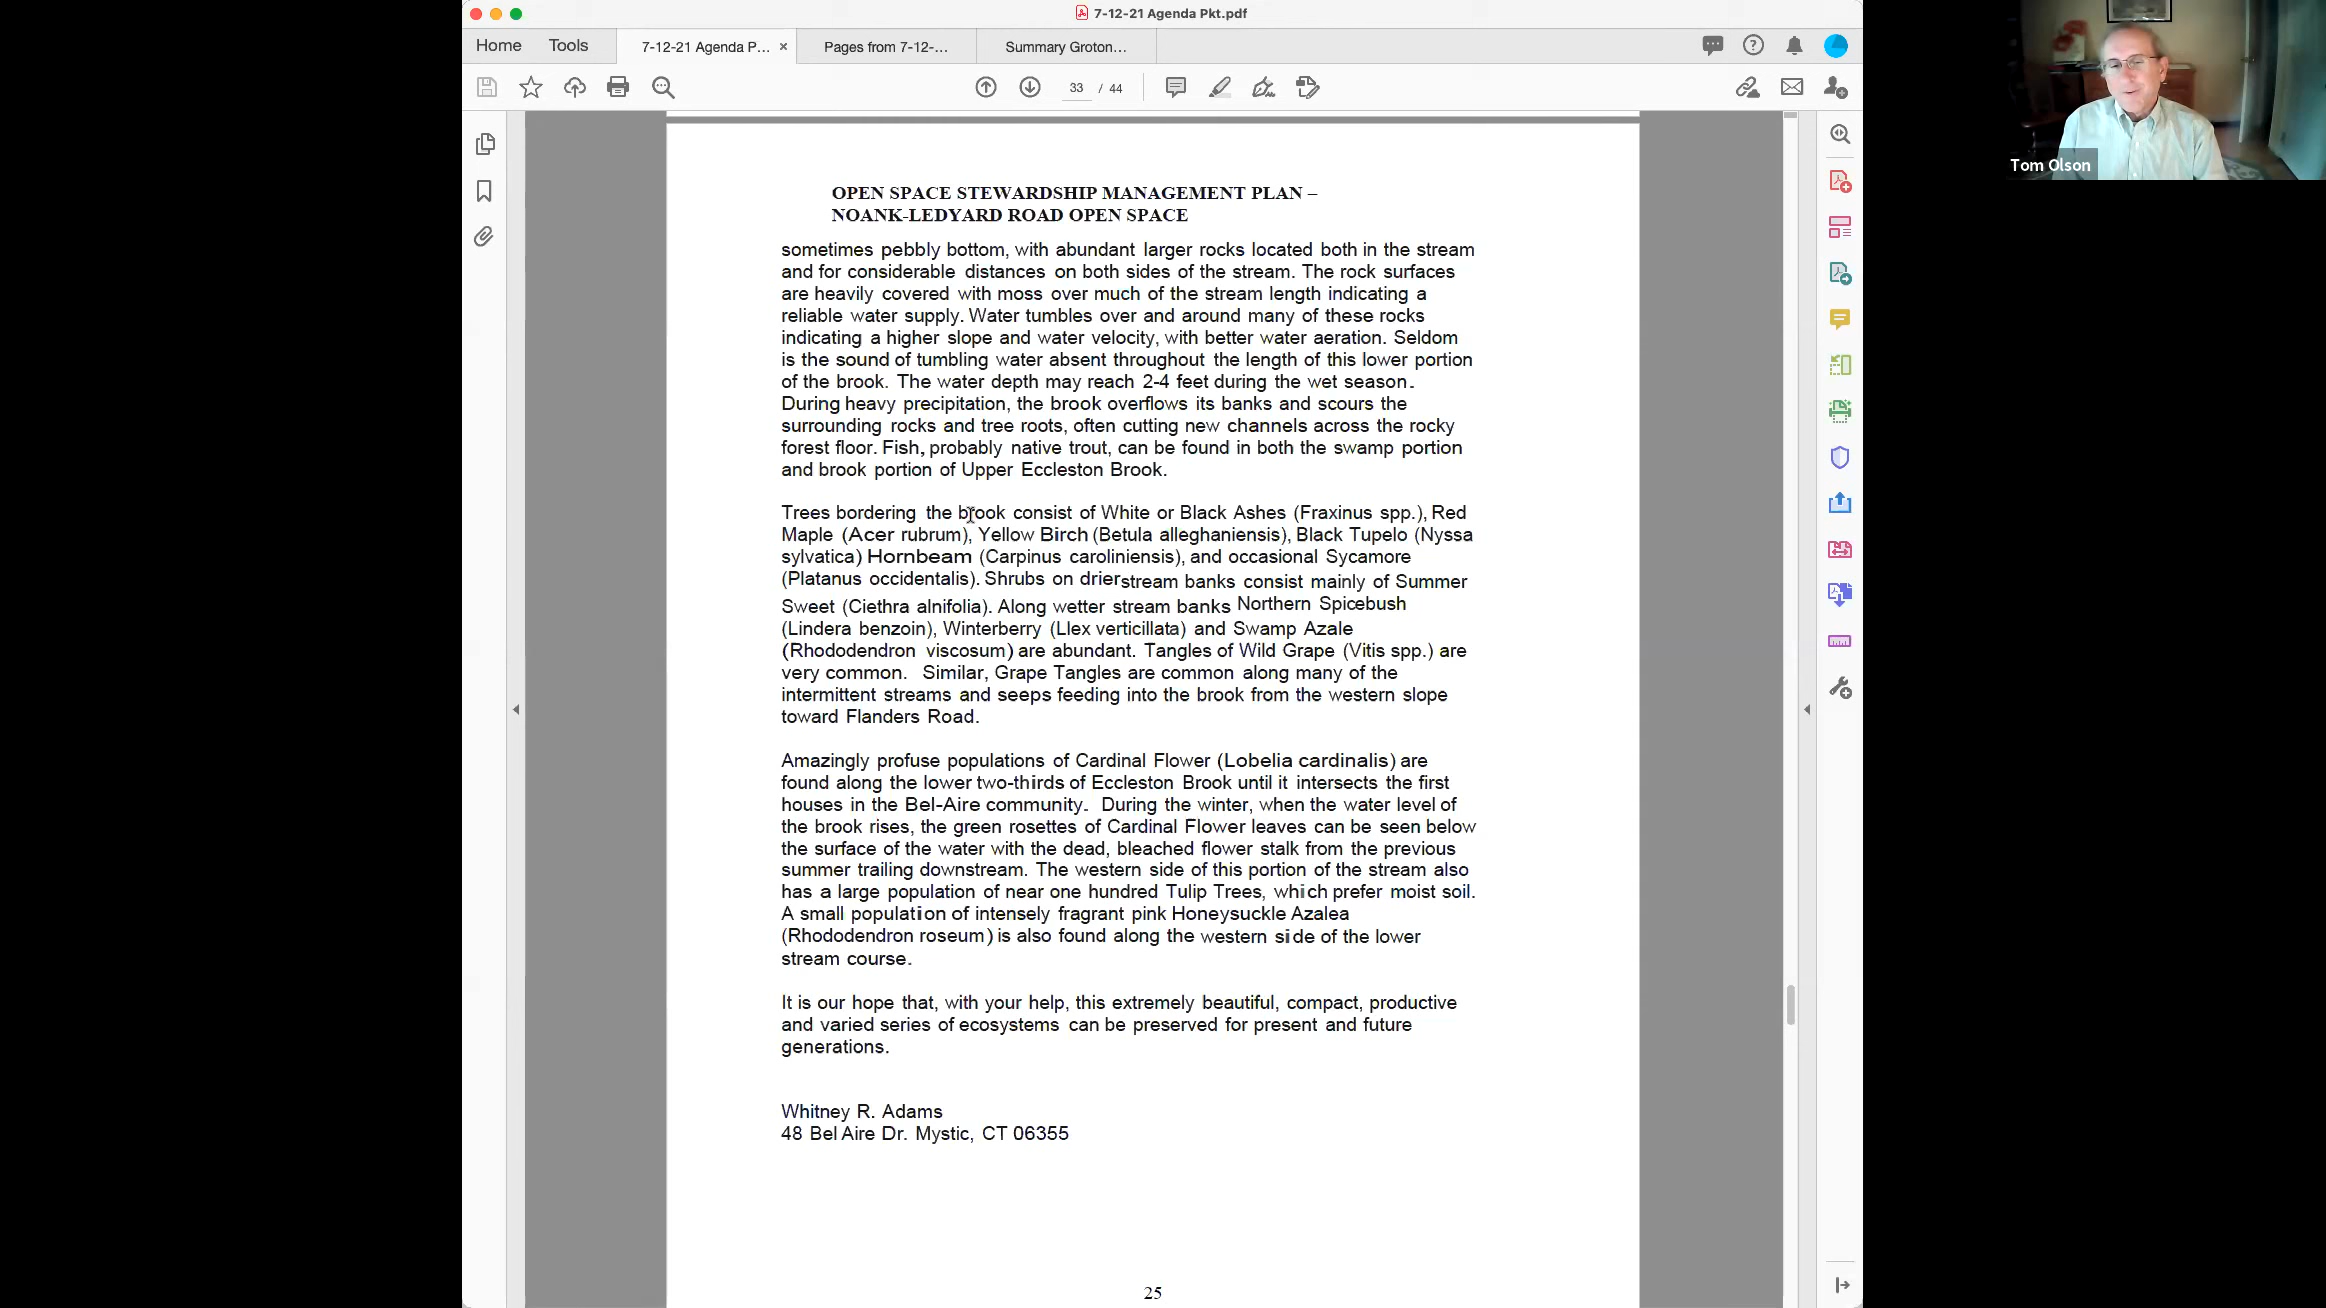 7-12-21 Agenda Pkt.pdf
Home Tools 7-12-21 Agenda P... × Pages from 7-12-... Summary Groton...
33 / 44
Tom Olson
OPEN SPACE STEWARDSHIP MANAGEMENT PLAN –
NOANK-LEDYARD ROAD OPEN SPACE
sometimes pebbly bottom, with abundant larger rocks located both in the stream
and for considerable distances on both sides of the stream. The rock surfaces
are heavily covered with moss over much of the stream length indicating a
reliable water supply. Water tumbles over and around many of these rocks
indicating a higher slope and water velocity, with better water aeration. Seldom
is the sound of tumbling water absent throughout the length of this lower portion
of the brook. The water depth may reach 2-4 feet during the wet season.
During heavy precipitation, the brook overflows its banks and scours the
surrounding rocks and tree roots, often cutting new channels across the rocky
forest floor. Fish, probably native trout, can be found in both the swamp portion
and brook portion of Upper Eccleston Brook.
Trees bordering the brook consist of White or Black Ashes (Fraxinus spp.), Red
Maple (Acer rubrum), Yellow Birch (Betula alleghaniensis), Black Tupelo (Nyssa
sylvatica) Hornbeam (Carpinus caroliniensis), and occasional Sycamore
(Platanus occidentalis). Shrubs on drier stream banks consist mainly of Summer
Sweet (Ciethra alnifolia). Along wetter stream banks Northern Spicebush
(Lindera benzoin), Winterberry (Llex verticillata) and Swamp Azale
(Rhododendron viscosum) are abundant. Tangles of Wild Grape (Vitis spp.) are
very common. Similar, Grape Tangles are common along many of the
intermittent streams and seeps feeding into the brook from the western slope
toward Flanders Road.
Amazingly profuse populations of Cardinal Flower (Lobelia cardinalis) are
found along the lower two-thirds of Eccleston Brook until it intersects the first
houses in the Bel-Aire community. During the winter, when the water level of
the brook rises, the green rosettes of Cardinal Flower leaves can be seen below
the surface of the water with the dead, bleached flower stalk from the previous
summer trailing downstream. The western side of this portion of the stream also
has a large population of near one hundred Tulip Trees, which prefer moist soil.
A small population of intensely fragrant pink Honeysuckle Azalea
(Rhododendron roseum) is also found along the western side of the lower
stream course.
It is our hope that, with your help, this extremely beautiful, compact, productive
and varied series of ecosystems can be preserved for present and future
generations.
Whitney R. Adams
48 Bel Aire Dr. Mystic, CT 06355
25